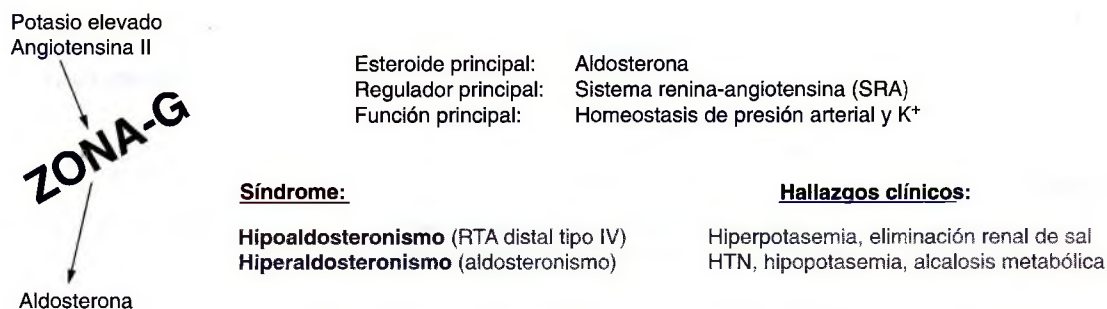 Potasio elevado
Angiotensina II
ZONA-G
Aldosterona
Esteroide principal: Aldosterona
Regulador principal: Sistema renina-angiotensina (SRA)
Función principal: Homeostasis de presión arterial y K⁺
Síndrome: Hallazgos clínicos:
Hipoaldosteronismo (RTA distal tipo IV) Hiperpotasemia, eliminación renal de sal
Hiperaldosteronismo (aldosteronismo) HTN, hipopotasemia, alcalosis metabólica